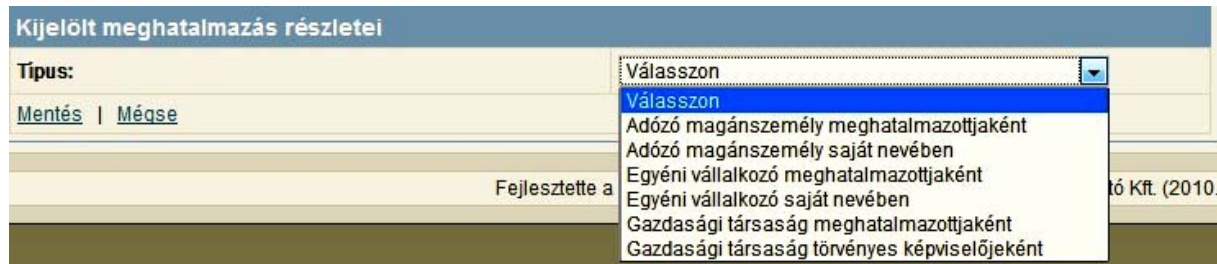 Kijelölt meghatalmazás részletei
Típus:
Válasszon
Válasszon
Adózó magánszemély meghatalmazottjaként
Adózó magánszemély saját nevében
Egyéni vállalkozó meghatalmazottjaként
Egyéni vállalkozó saját nevében
Gazdasági társaság meghatalmazottjaként
Gazdasági társaság törvényes képviselőjeként
Mentés | Mégse
Fejlesztette a
tó Kft. (2010.